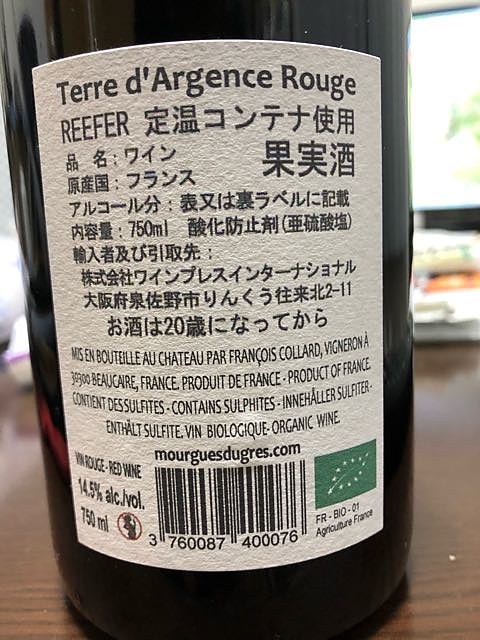 Terre d'Argence Rouge
REEFER 定温コンテナ使用
品 名:ワイン 果実酒
原産国:フランス
アルコール分:表又は裏ラベルに記載
内容量:750ml 酸化防止剤(亜硫酸塩)
輸入者及び引取先:
株式会社ワインプレスインターナショナル
大阪府泉佐野市りんくう往来北2-11
お酒は20歳になってから
MIS EN BOUTEILLE AU CHATEAU PAR FRANÇOIS COLLARD, VIGNERON À
30300 BEAUCAIRE, FRANCE. PRODUIT DE FRANCE - PRODUCT OF FRANCE.
CONTIENT DES SULFITES - CONTAINS SULPHITES - INNEHÅLLER SULFITER -
ENTHÄLT SULFITE. VIN BIOLOGIQUE- ORGANIC WINE.
mourguesdugres.com
VIN ROUGE - RED WINE
14.5% alc./vol.
750 ml
3 760087 400076
FR - BIO - 01
Agriculture France